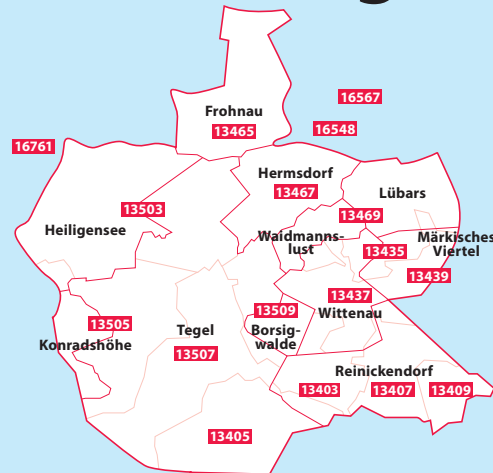 16567
Frohnau
13465
16548
16761
Hermsdorf
13467
Lübars
13503
13469
Heiligensee
Waidmanns-
lust
13435
Märkisches
Viertel
13439
13437
13509
Wittenau
13505
Tegel
Borsig-
walde
Konradshöhe
13507
Reinickendorf
13403
13407
13409
13405